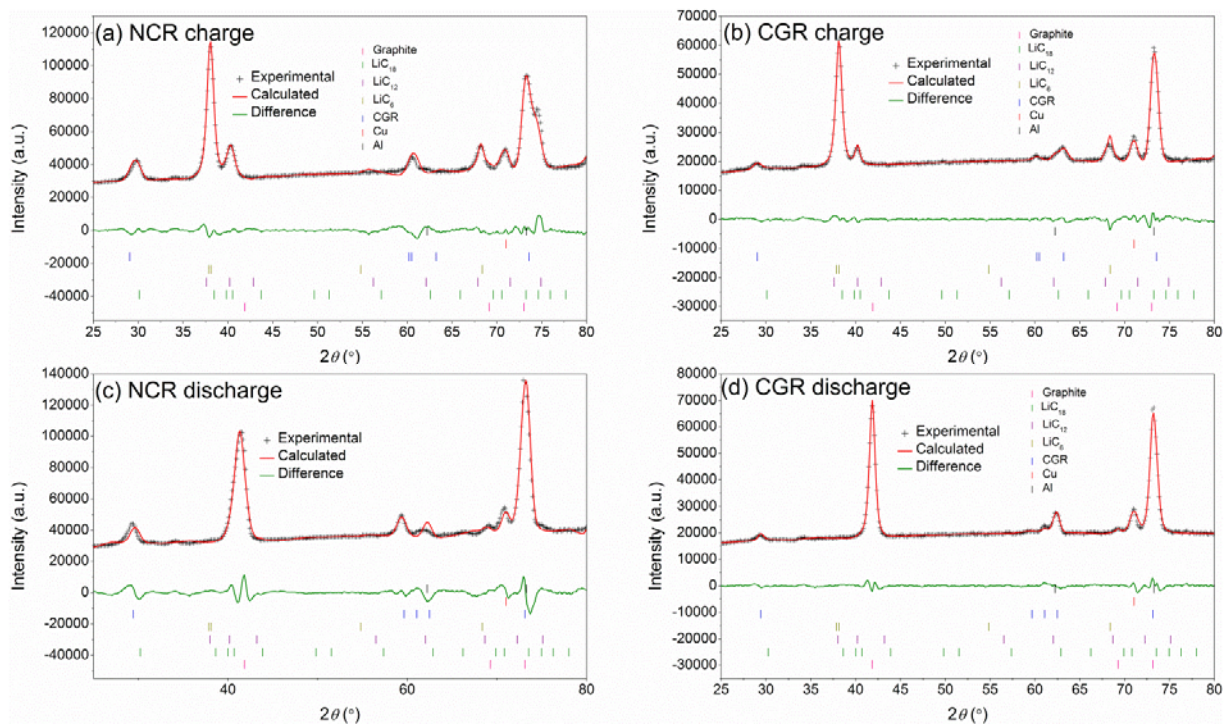 (a) NCR charge
Intensity (a.u.)
120000
100000
80000
60000
40000
20000
0
-20000
-40000
Experimental
Calculated
Difference
Graphite
LiC18
LiC12
LiC6
CGR
Cu
Al
25 30 35 40 45 50 55 60 65 70 75 80
2θ (°)
(b) CGR charge
Intensity (a.u.)
70000
60000
50000
40000
30000
20000
10000
0
-10000
-20000
-30000
Experimental
Calculated
Difference
Graphite
LiC18
LiC12
LiC6
CGR
Cu
Al
25 30 35 40 45 50 55 60 65 70 75 80
2θ (°)
(c) NCR discharge
Intensity (a.u.)
140000
120000
100000
80000
60000
40000
20000
0
-20000
-40000
Experimental
Calculated
Difference
40 60 80
2θ (°)
(d) CGR discharge
Intensity (a.u.)
80000
70000
60000
50000
40000
30000
20000
10000
0
-10000
-20000
-30000
Experimental
Calculated
Difference
Graphite
LiC18
LiC12
LiC6
CGR
Cu
Al
25 30 35 40 45 50 55 60 65 70 75 80
2θ (°)